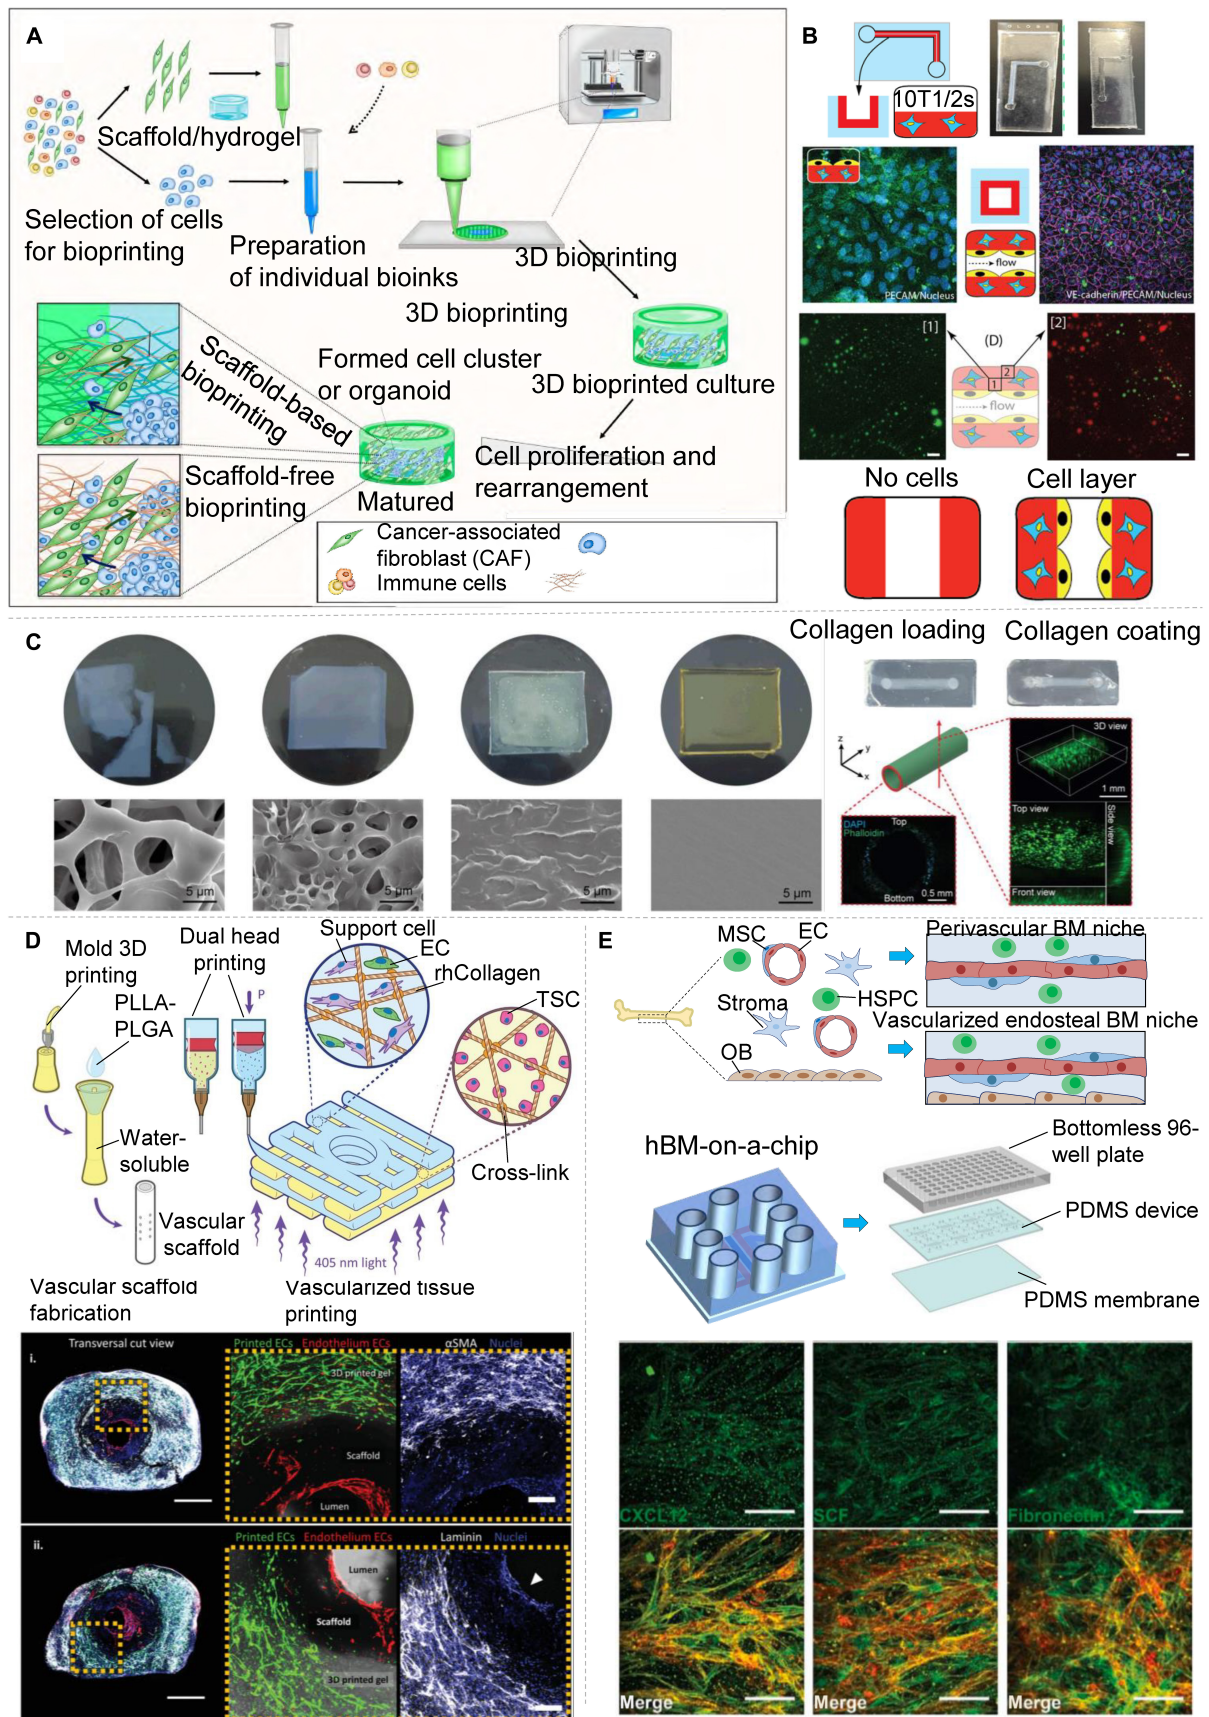 A
Scaffold/hydrogel
Selection of cells
for bioprinting
Preparation
of individual bioinks
3D bioprinting
3D bioprinting
Scaffold-based
bioprinting
Formed cell cluster
or organoid
3D bioprinted culture
Scaffold-free
bioprinting
Matured
Cell proliferation and
rearrangement
Cancer-associated
fibroblast (CAF)
Immune cells
B
10T1/2s
PECAM/Nucleus
flow
VE-cadherin/PECAM/Nucleus
[1]
(D)
[2]
2
1
flow
No cells
Cell layer
C
5 µm
5 µm
5 µm
5 µm
Collagen loading
Collagen coating
z
y
x
3D view
1 mm
DAPI
Phalloidin
Top
Bottom
0.5 mm
Top view
Side view
Front view
D
Mold 3D
printing
Dual head
printing
Support cell
EC
rhCollagen
TSC
PLLA-
PLGA
P
Water-
soluble
Cross-link
Vascular
scaffold
405 nm light
Vascular scaffold
fabrication
Vascularized tissue
printing
Transversal cut view
Printed ECs Endothelium ECs
αSMA Nuclei
i.
3D printed gel
Scaffold
Lumen
Printed ECs Endothelium ECs
Laminin Nuclei
ii.
Lumen
Scaffold
3D printed gel
E
MSC
EC
Perivascular BM niche
Stroma
HSPC
Vascularized endosteal BM niche
OB
hBM-on-a-chip
Bottomless 96-
well plate
PDMS device
PDMS membrane
CXCL12
SCF
Fibronectin
Merge
Merge
Merge